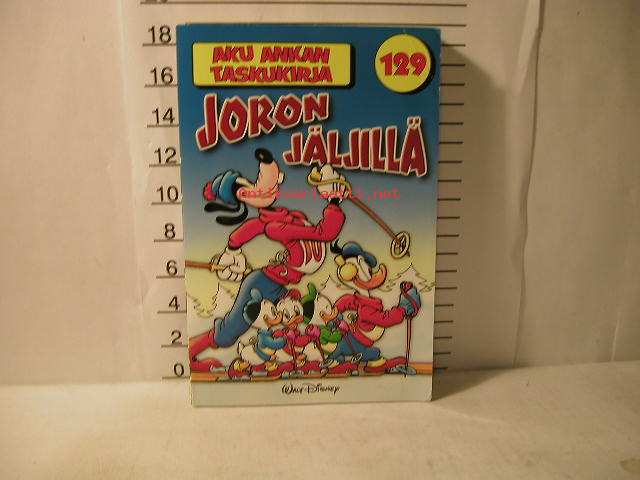 AKU ANKAN
TASKUKIRJA
129
JORON
JÄLJILLÄ
WALT DISNEY
18
16
14
12
10
8
6
4
2
0